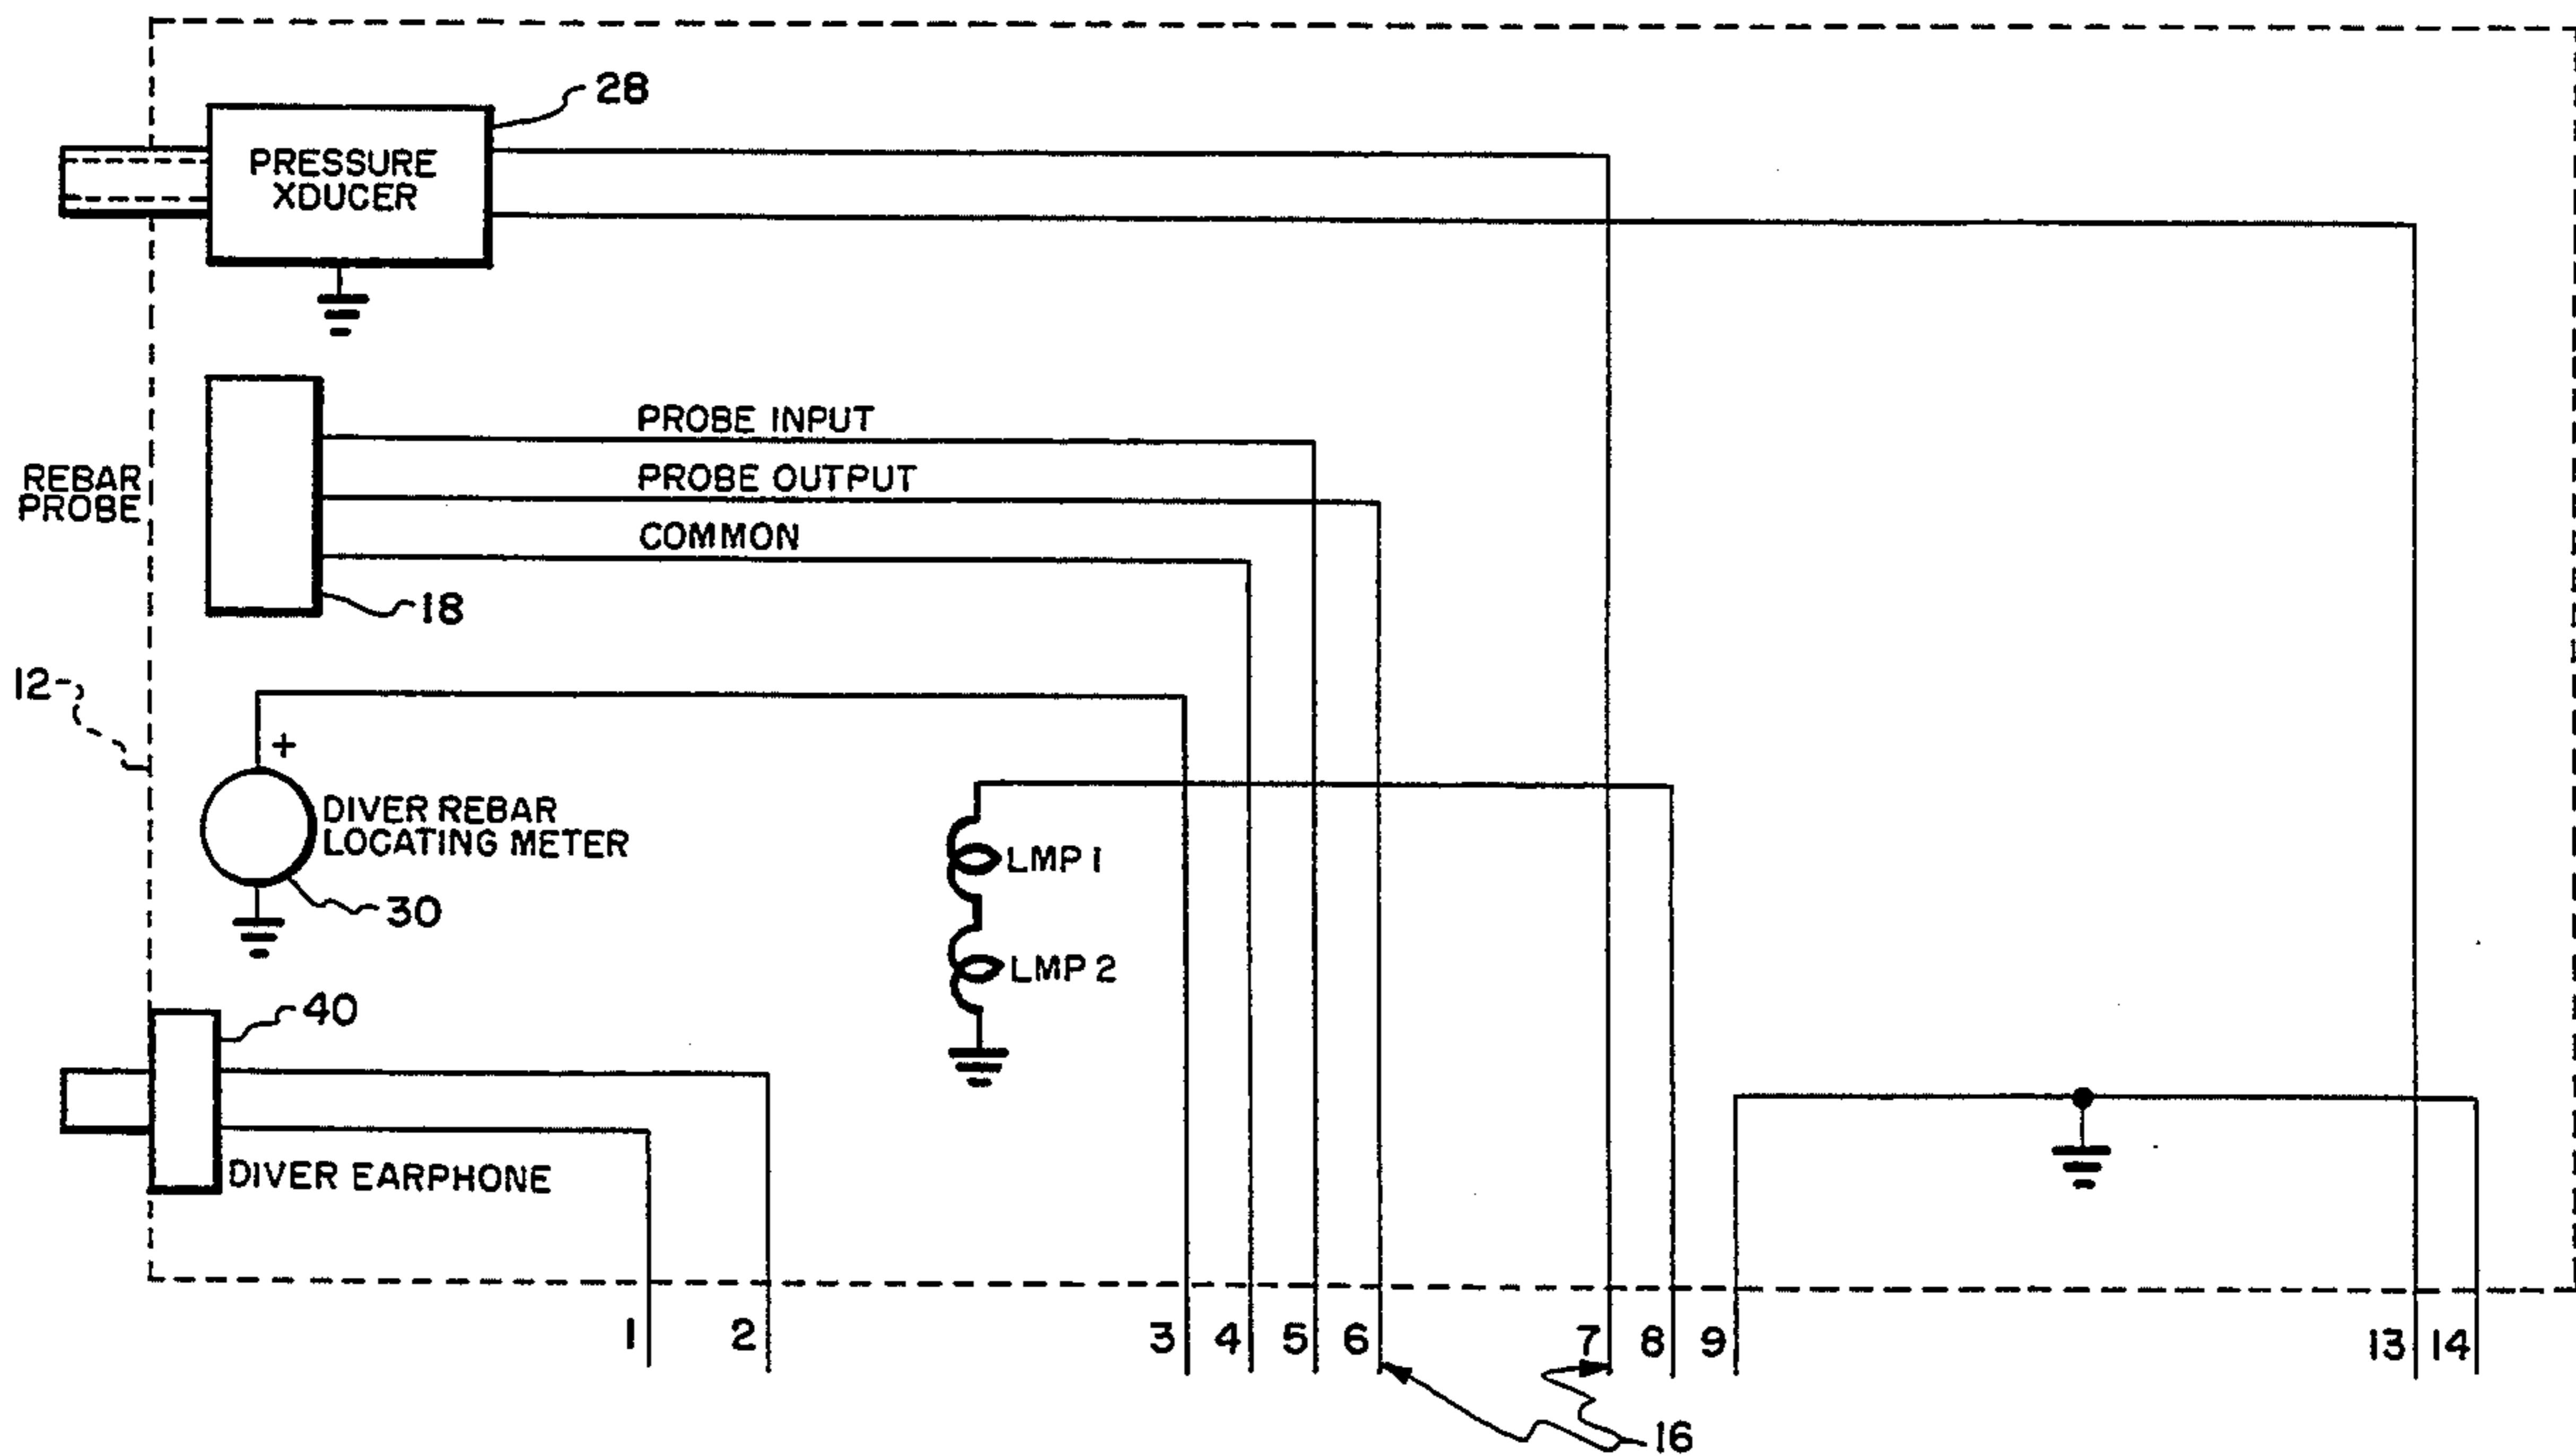 28
PRESSURE
XDUCER
PROBE INPUT
REBAR
PROBE
PROBE OUTPUT
COMMON
18
12
+
DIVER REBAR
LOCATING METER
30
LMP 1
LMP 2
40
DIVER EARPHONE
1 2 3 4 5 6 7 8 9 13 14
16